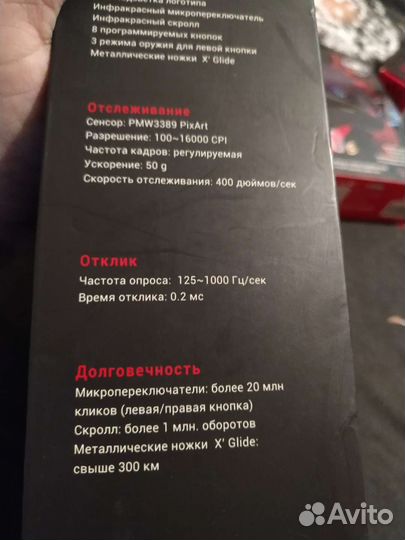 логотипа
Инфракрасный микропереключатель
Инфракрасный скролл
8 программируемых кнопок
3 режима оружия для левой кнопки
Металлические ножки X' Glide
Отслеживание
Сенсор: PMW3389 PixArt
Разрешение: 100~16000 CPI
Частота кадров: регулируемая
Ускорение: 50 g
Скорость отслеживания: 400 дюймов/сек
Отклик
Частота опроса: 125~1000 Гц/сек
Время отклика: 0.2 мс
Долговечность
Микропереключатели: более 20 млн
кликов (левая/правая кнопка)
Скролл: более 1 млн. оборотов
Металлические ножки X' Glide:
свыше 300 км
Avito